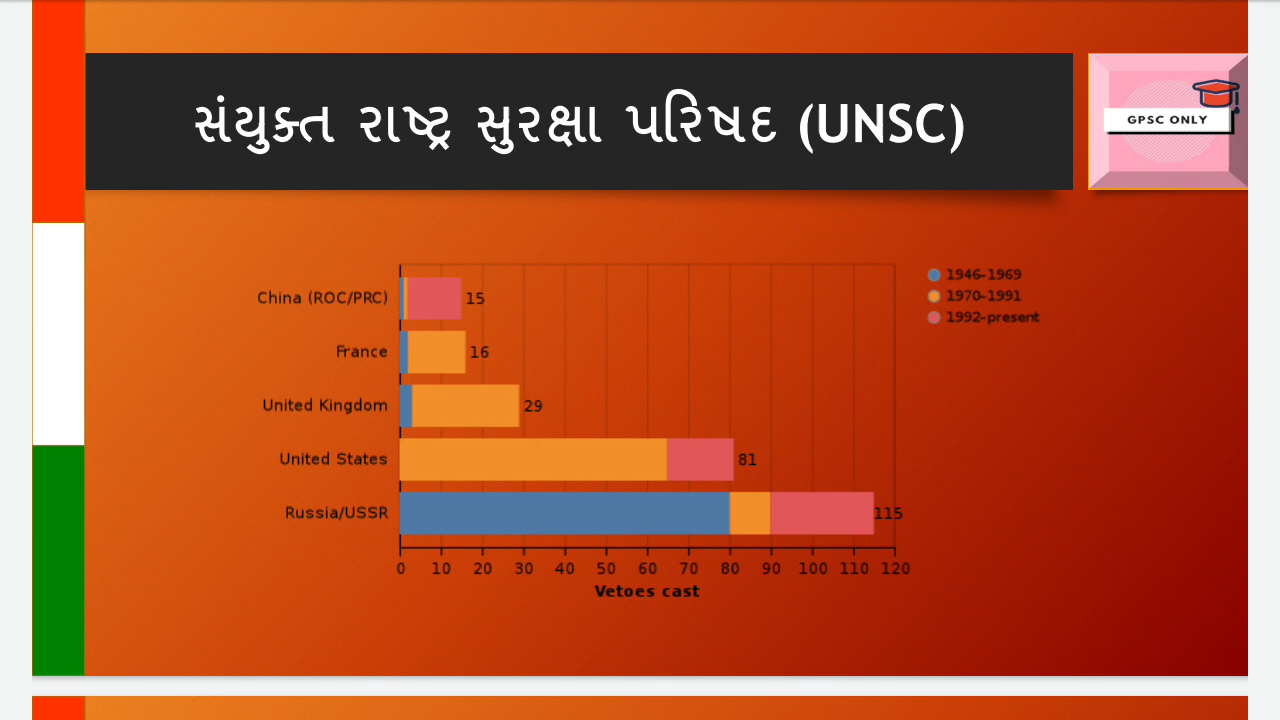 સંયુક્ત રાષ્ટ્ર સુરક્ષા પરિષદ (UNSC)
GPSC ONLY
1946–1969
1970–1991
1992–present
China (ROC/PRC) 15
France 16
United Kingdom 29
United States 81
Russia/USSR 115
0 10 20 30 40 50 60 70 80 90 100 110 120
Vetoes cast